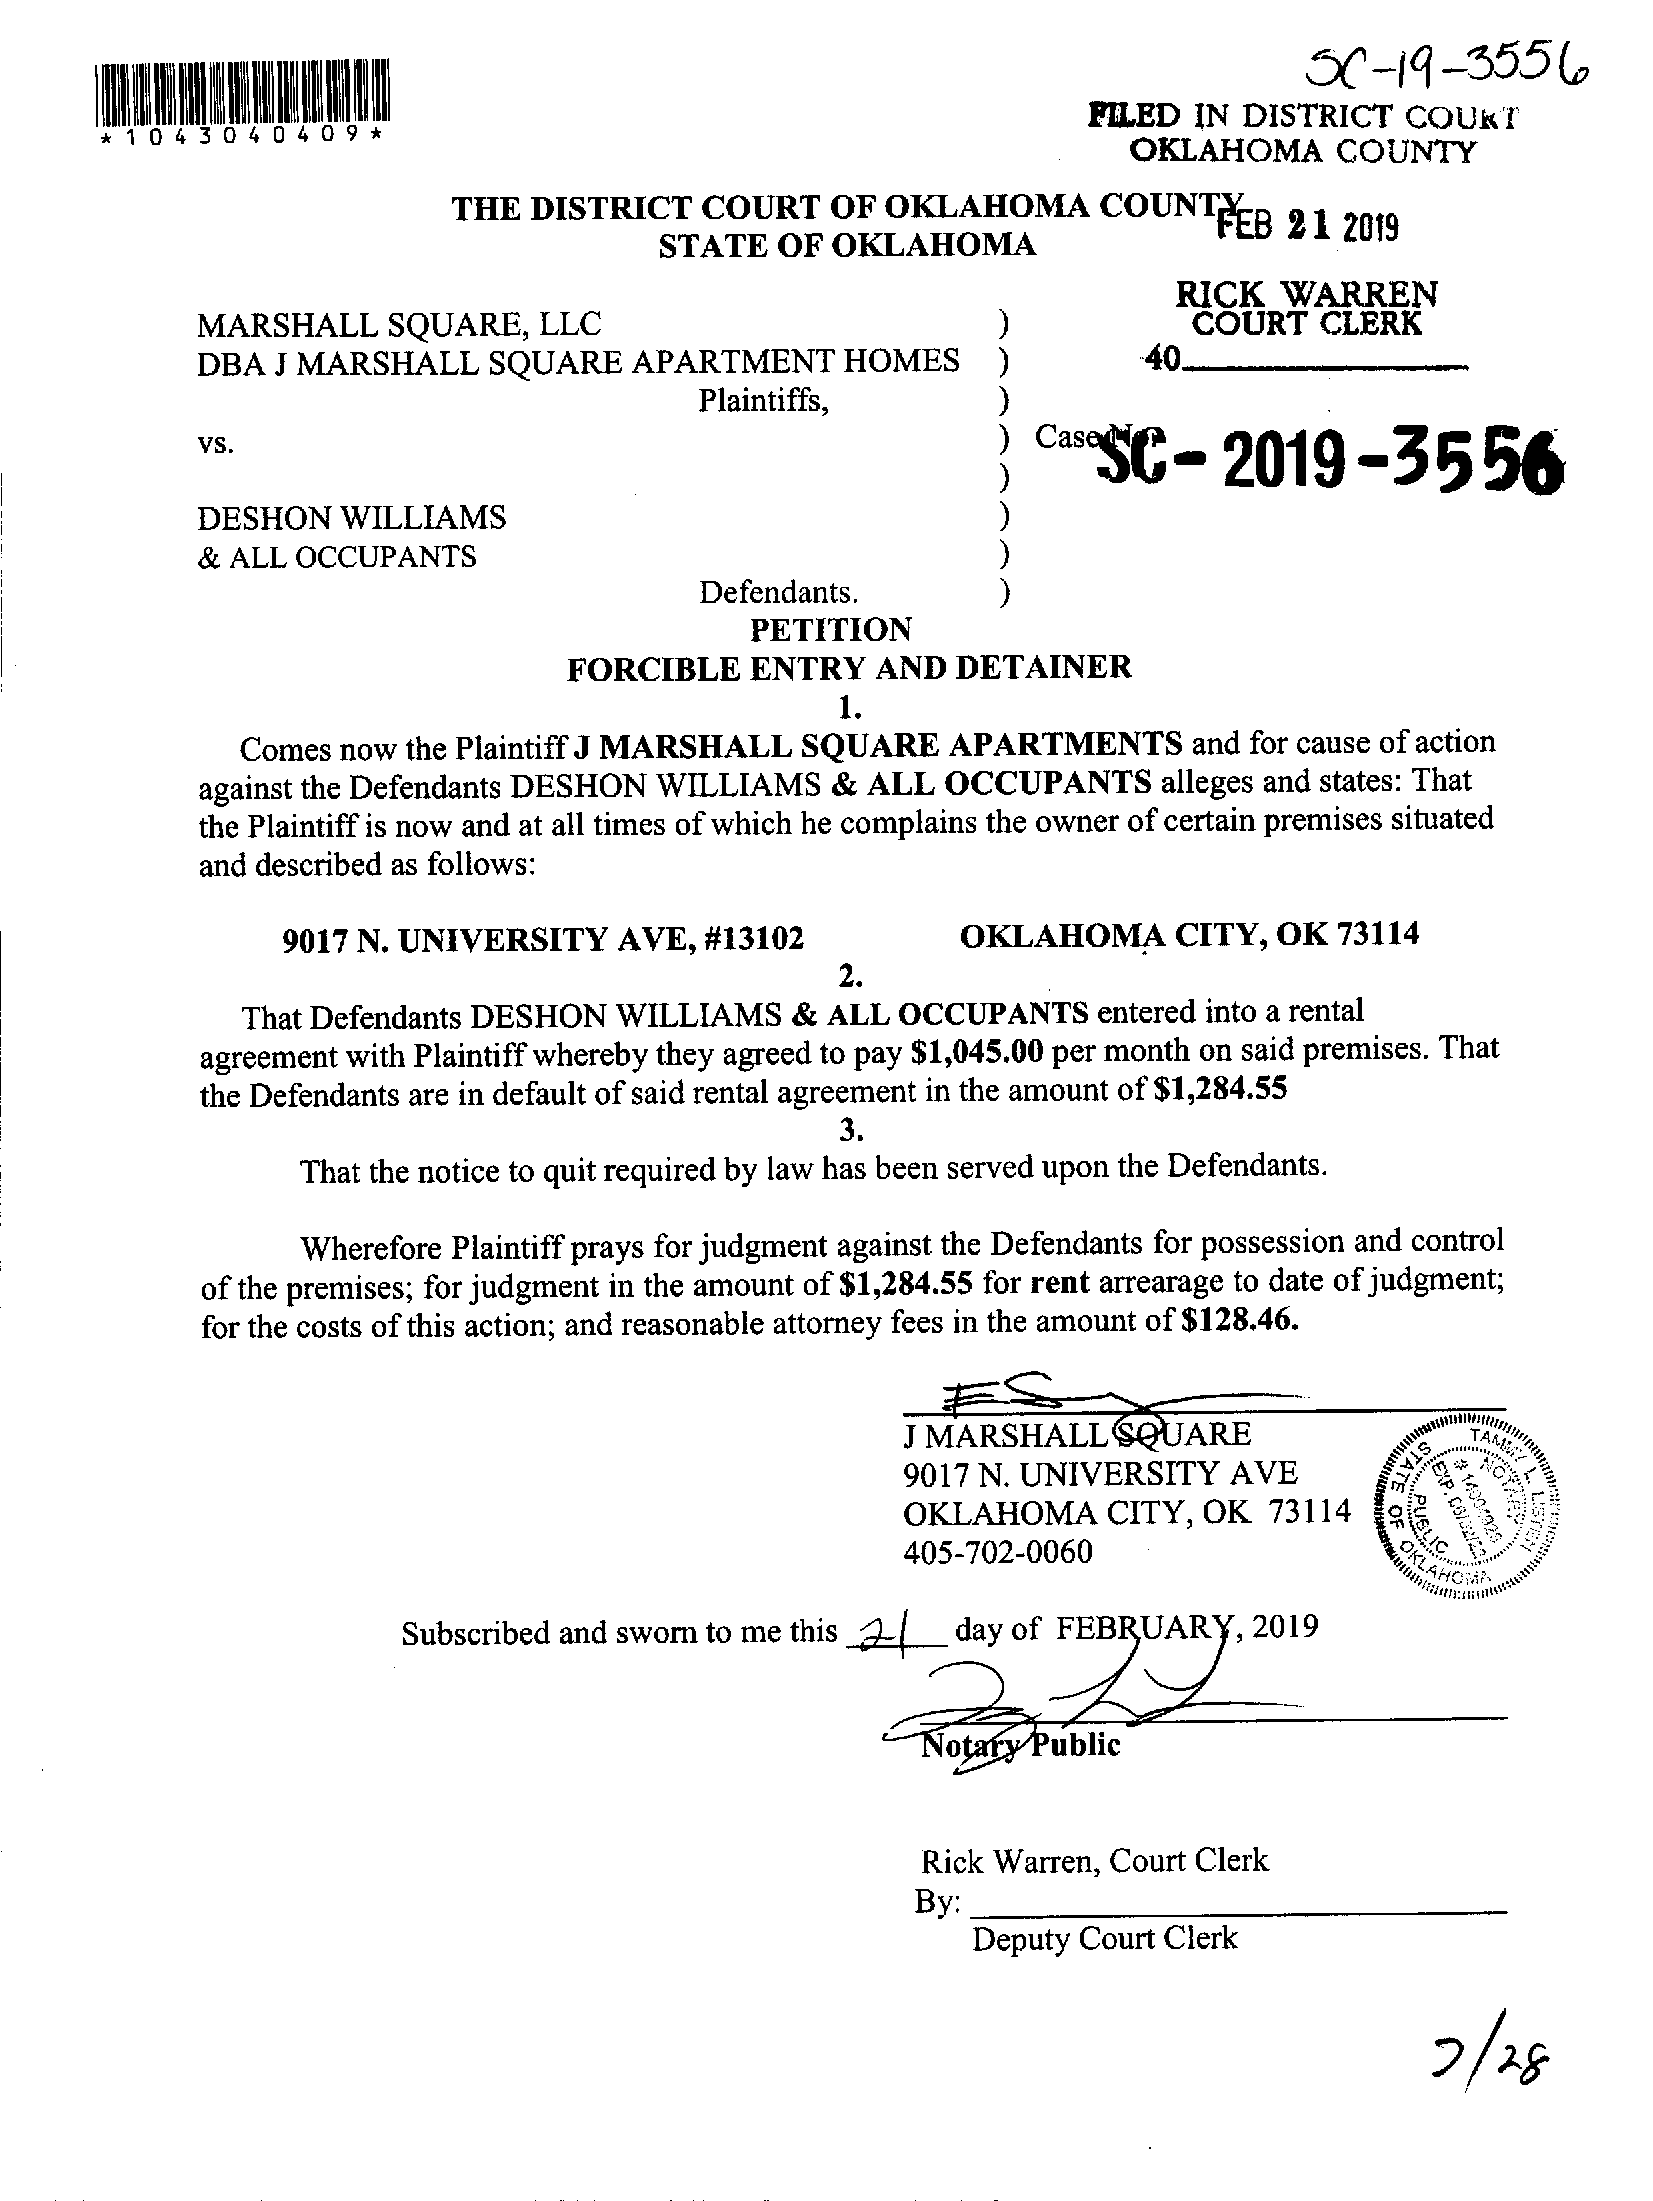 SC-19-3556
*1043040409*
FILED IN DISTRICT COURT
OKLAHOMA COUNTY
THE DISTRICT COURT OF OKLAHOMA COUNTY
FEB 21 2019
STATE OF OKLAHOMA
RICK WARREN
COURT CLERK
40
MARSHALL SQUARE, LLC )
DBA J MARSHALL SQUARE APARTMENT HOMES )
Plaintiffs, )
vs. ) Case No.
SC-2019-3556
)
DESHON WILLIAMS )
& ALL OCCUPANTS )
Defendants. )
PETITION
FORCIBLE ENTRY AND DETAINER
1.
Comes now the Plaintiff J MARSHALL SQUARE APARTMENTS and for cause of action
against the Defendants DESHON WILLIAMS & ALL OCCUPANTS alleges and states: That
the Plaintiff is now and at all times of which he complains the owner of certain premises situated
and described as follows:
9017 N. UNIVERSITY AVE, #13102 OKLAHOMA CITY, OK 73114
2.
That Defendants DESHON WILLIAMS & ALL OCCUPANTS entered into a rental
agreement with Plaintiff whereby they agreed to pay $1,045.00 per month on said premises. That
the Defendants are in default of said rental agreement in the amount of $1,284.55
3.
That the notice to quit required by law has been served upon the Defendants.
Wherefore Plaintiff prays for judgment against the Defendants for possession and control
of the premises; for judgment in the amount of $1,284.55 for rent arrearage to date of judgment;
for the costs of this action; and reasonable attorney fees in the amount of $128.46.
J MARSHALL SQUARE
9017 N. UNIVERSITY AVE
OKLAHOMA CITY, OK 73114
405-702-0060
TAMMY L.
NOTARY
PUBLIC
EXP.
STATE OF OKLAHOMA
Subscribed and sworn to me this 21 day of FEBRUARY, 2019
Notary Public
Rick Warren, Court Clerk
By:
Deputy Court Clerk